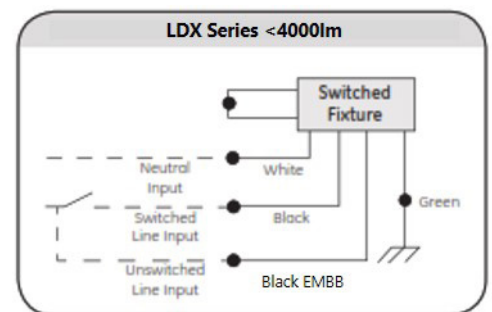 LDX Series <4000lm
Switched
Fixture
Neutral
Input
White
Switched
Line Input
Black
Green
Unswitched
Line Input
Black EMBB